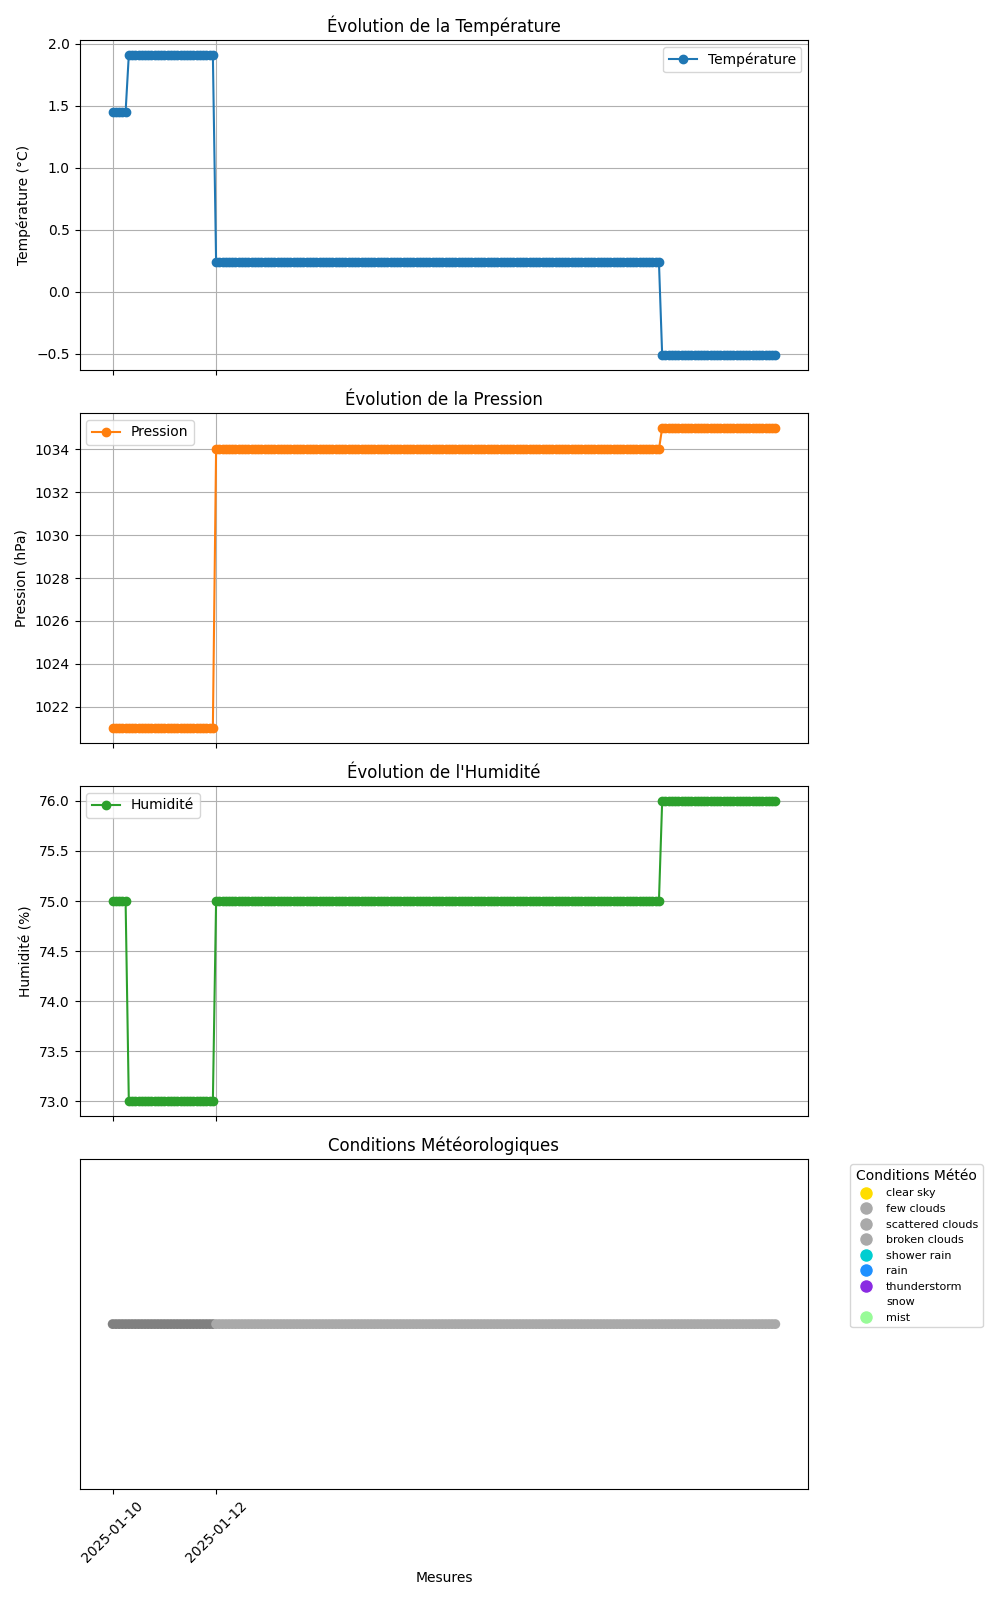 Évolution de la Température
2.0
1.5
1.0
0.5
0.0
−0.5
Température (°C)
Température
Évolution de la Pression
1034
1032
1030
1028
1026
1024
1022
Pression (hPa)
Pression
Évolution de l'Humidité
76.0
75.5
75.0
74.5
74.0
73.5
73.0
Humidité (%)
Humidité
Conditions Météorologiques
Conditions Météo
clear sky
few clouds
scattered clouds
broken clouds
shower rain
rain
thunderstorm
snow
mist
2025-01-10
2025-01-12
Mesures